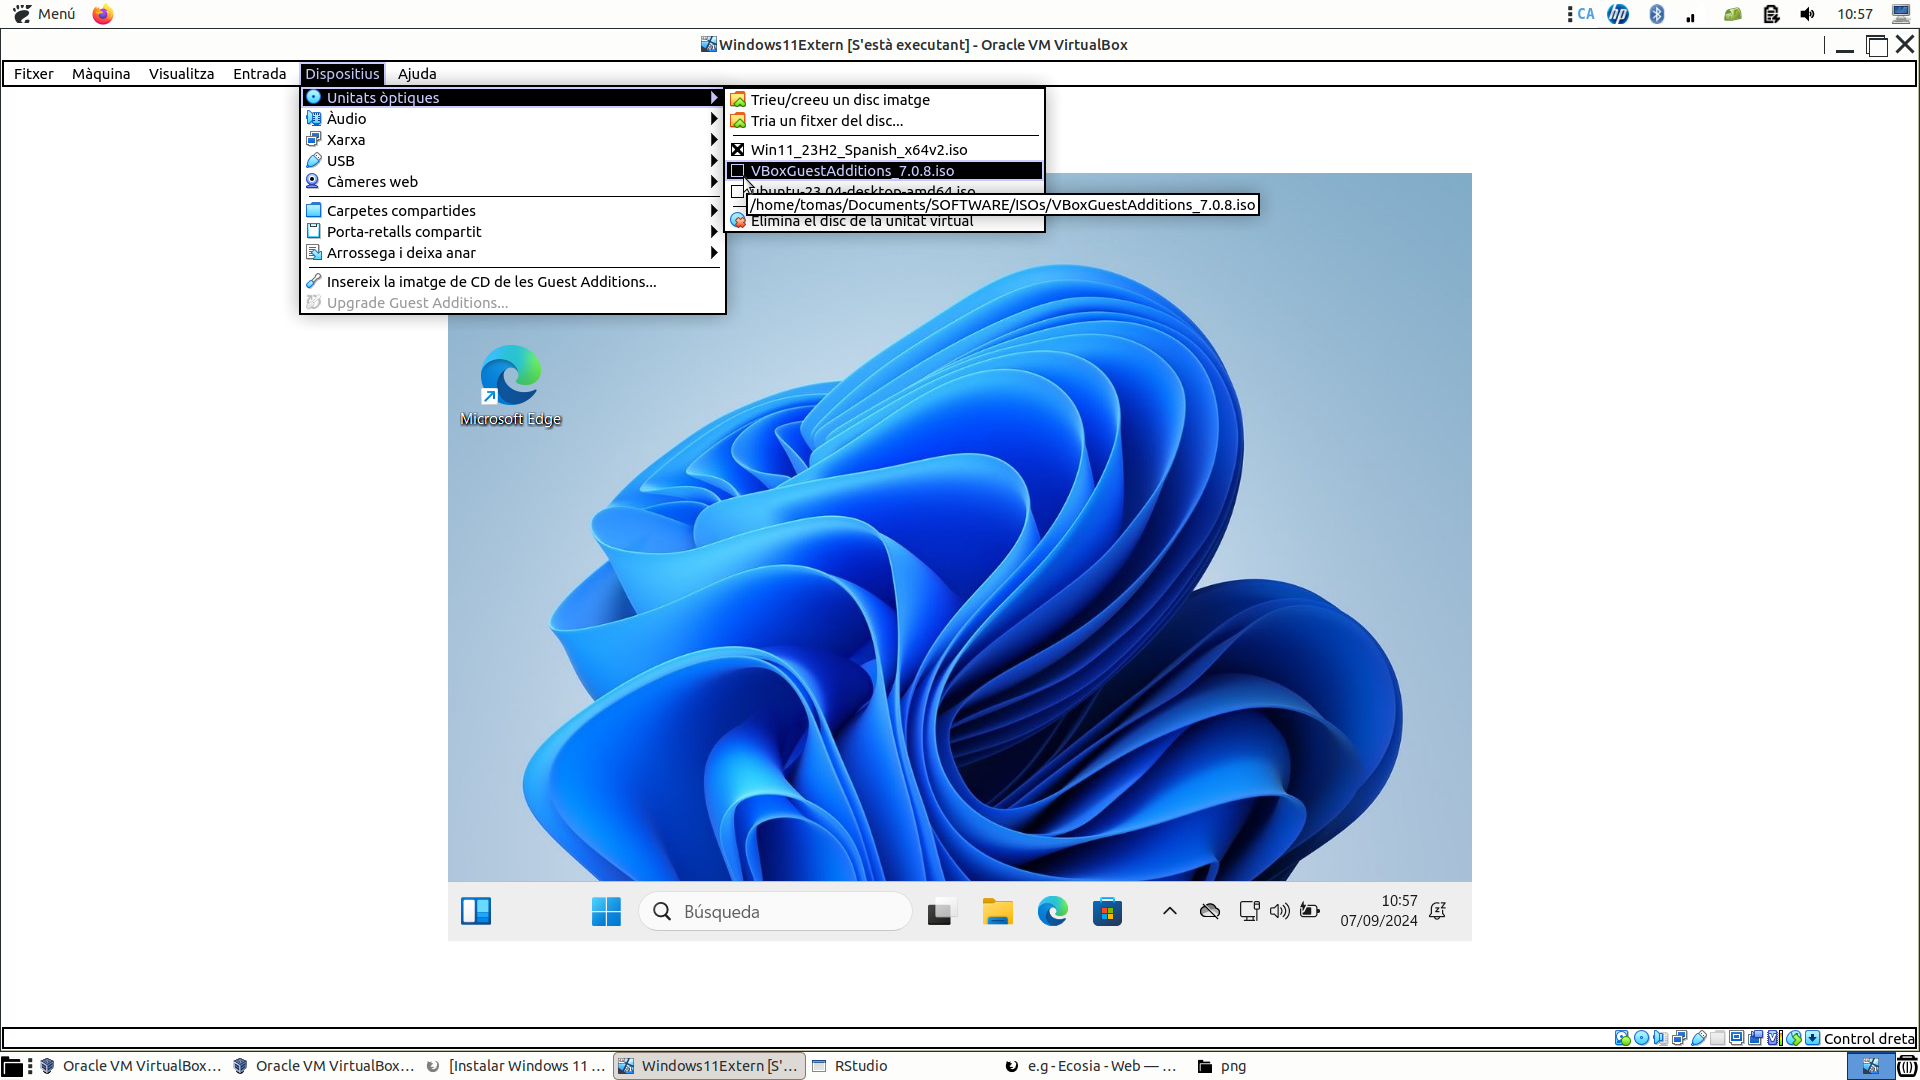 Menú
CA
10:57
Windows11Extern [S'està executant] - Oracle VM VirtualBox
Fitxer Màquina Visualitza Entrada Dispositius Ajuda
Unitats òptiques
Àudio
Xarxa
USB
Càmeres web
Carpetes compartides
Porta-retalls compartit
Arrossega i deixa anar
Insereix la imatge de CD de les Guest Additions...
Upgrade Guest Additions...
Trieu/creeu un disc imatge
Tria un fitxer del disc...
Win11_23H2_Spanish_x64v2.iso
VBoxGuestAdditions_7.0.8.iso
ubuntu-23.04-desktop-amd64.iso
/home/tomas/Documents/SOFTWARE/ISOs/VBoxGuestAdditions_7.0.8.iso
Elimina el disc de la unitat virtual
Microsoft Edge
Búsqueda
10:57
07/09/2024
Control dreta
Oracle VM VirtualBox...
Oracle VM VirtualBox...
[Instalar Windows 11 ...
Windows11Extern [S'...
RStudio
e.g - Ecosia - Web — ...
png